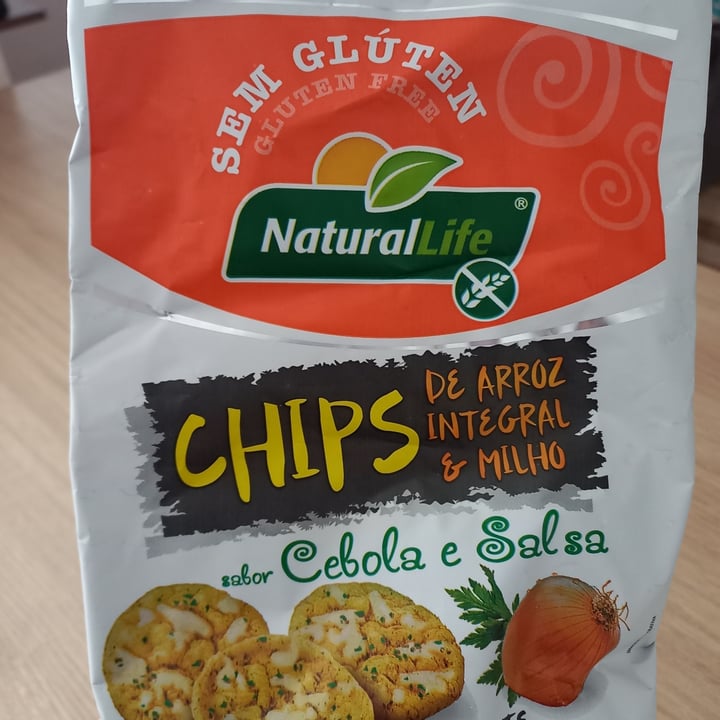 SEM GLÚTEN
GLUTEN FREE
NaturalLife®
CHIPS
DE ARROZ
INTEGRAL
& MILHO
sabor Cebola e Salsa